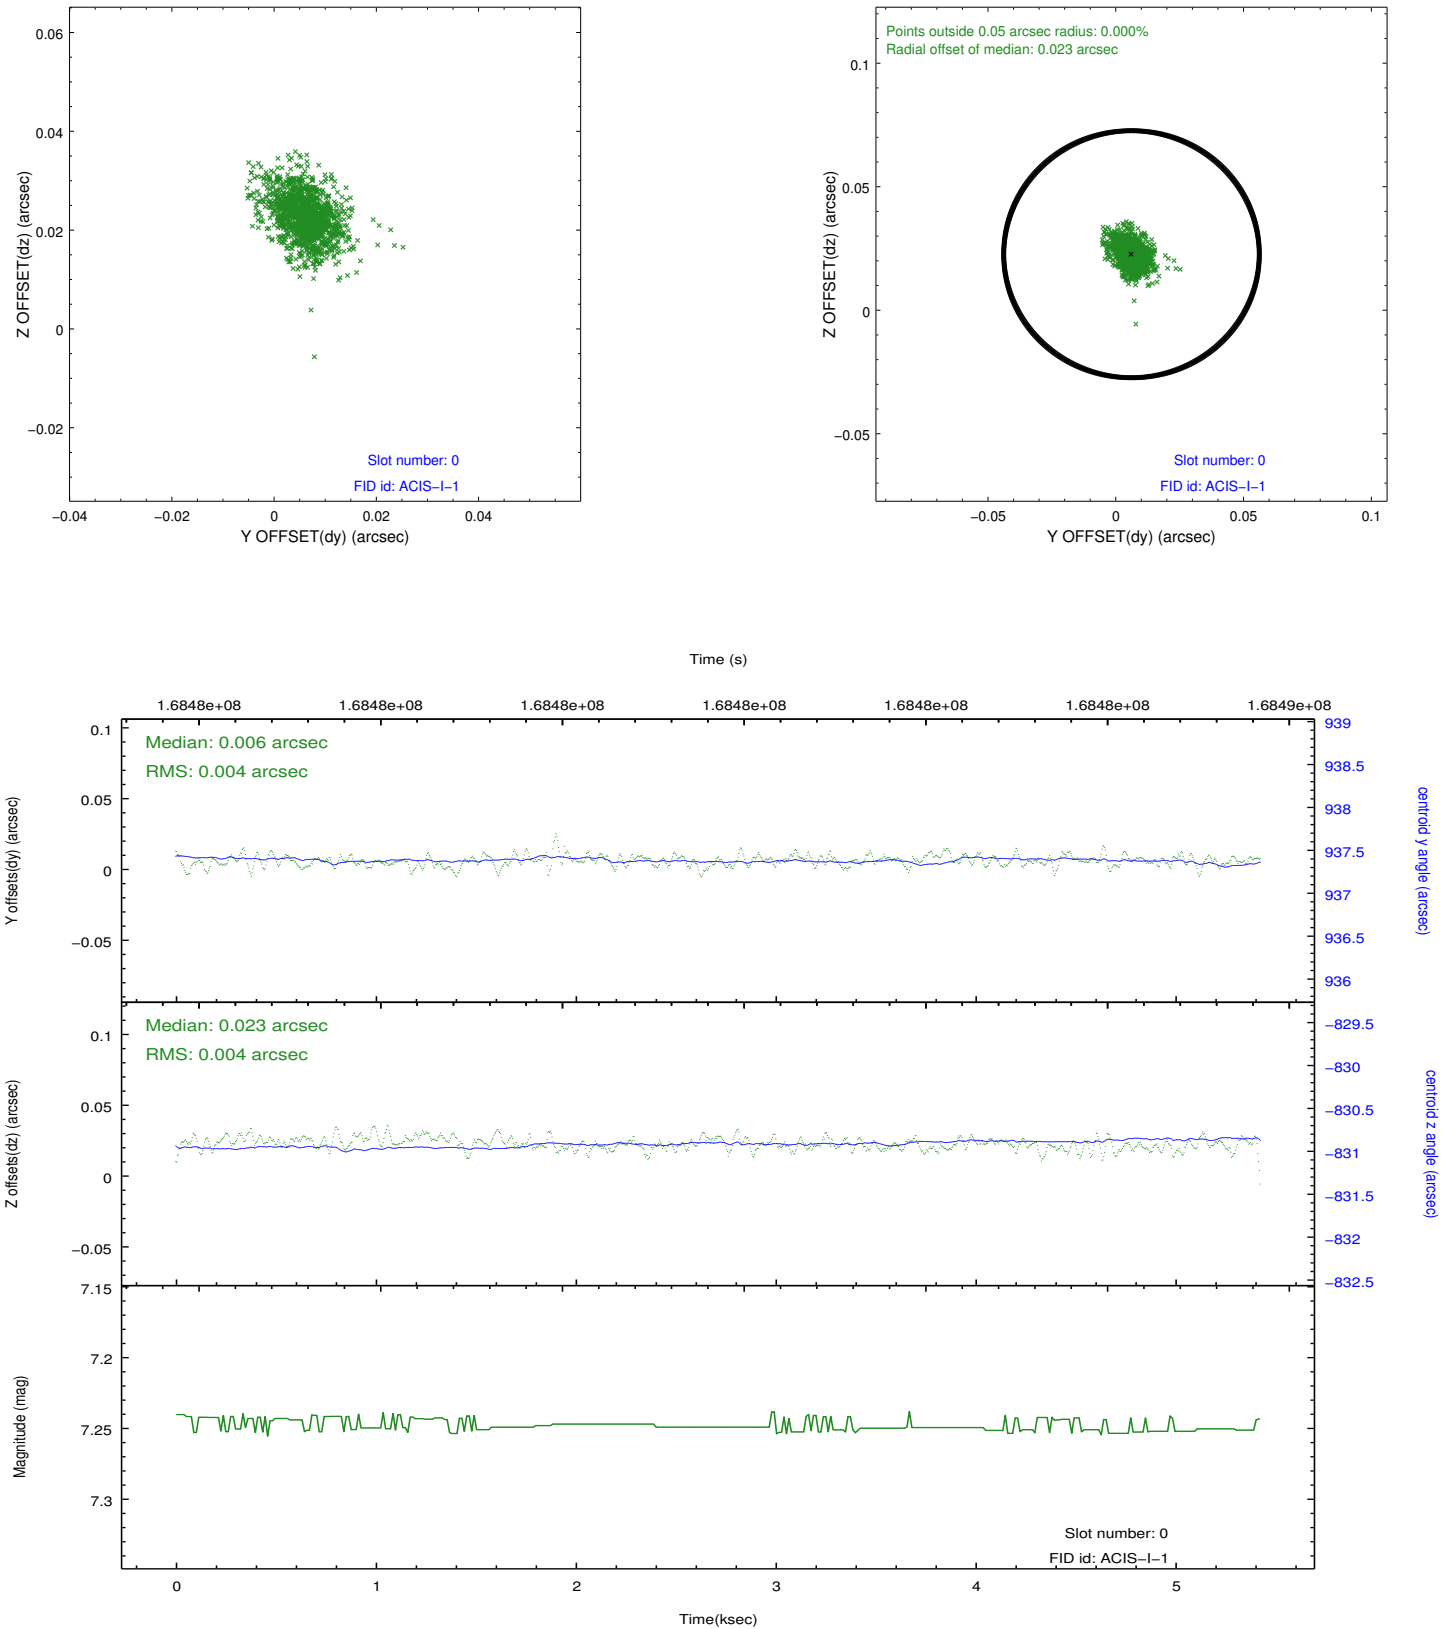 0.06
0.04
0.02
0
−0.02
Z OFFSET(dz) (arcsec)
Slot number: 0
FID id: ACIS−I−1
−0.04 −0.02 0 0.02 0.04
Y OFFSET(dy) (arcsec)
Points outside 0.05 arcsec radius: 0.000%
Radial offset of median: 0.023 arcsec
0.1
0.05
0
−0.05
Z OFFSET(dz) (arcsec)
Slot number: 0
FID id: ACIS−I−1
−0.05 0 0.05 0.1
Y OFFSET(dy) (arcsec)
Time (s)
1.6848e+08 1.6848e+08 1.6848e+08 1.6848e+08 1.6848e+08 1.6848e+08 1.6849e+08
Median: 0.006 arcsec
RMS: 0.004 arcsec
0.1
0.05
0
−0.05
Y offsets(dy) (arcsec)
939
938.5
938
937.5
937
936.5
936
centroid y angle (arcsec)
Median: 0.023 arcsec
RMS: 0.004 arcsec
0.1
0.05
0
−0.05
Z offsets(dz) (arcsec)
−829.5
−830
−830.5
−831
−831.5
−832
−832.5
centroid z angle (arcsec)
7.15
7.2
7.25
7.3
Magnitude (mag)
Slot number: 0
FID id: ACIS−I−1
0 1 2 3 4 5
Time(ksec)